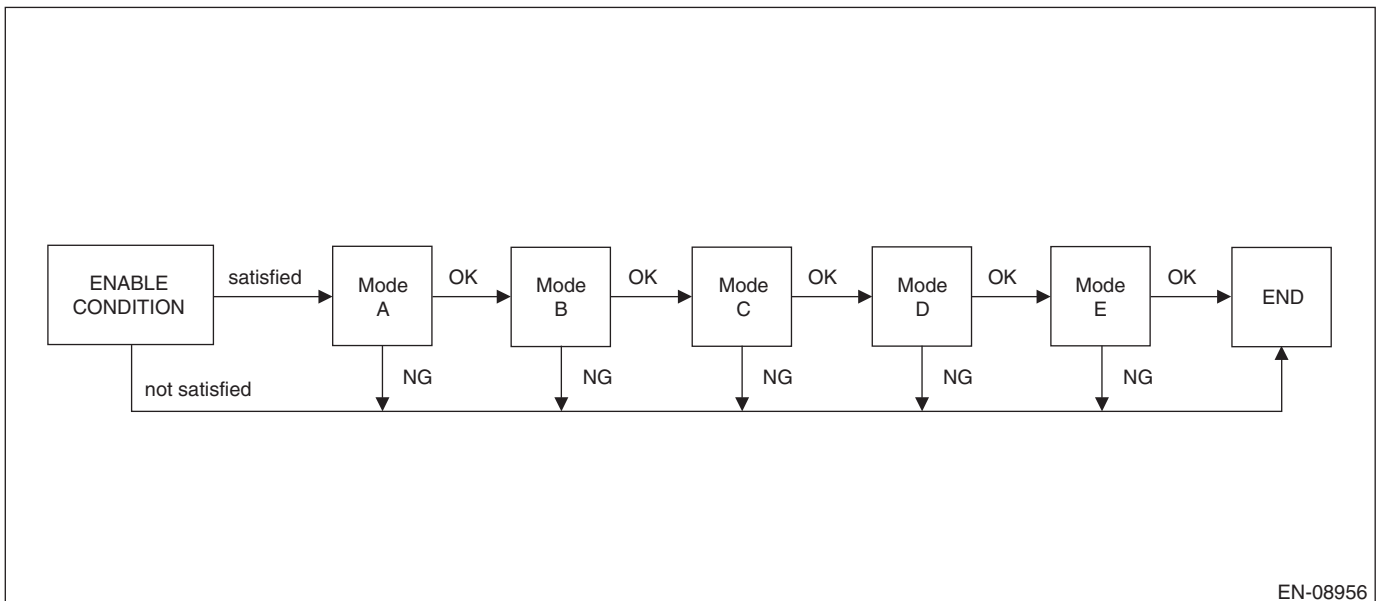 ENABLE
CONDITION
satisfied
Mode
A
OK
Mode
B
OK
Mode
C
OK
Mode
D
OK
Mode
E
OK
END
not satisfied
NG
NG
NG
NG
NG
EN-08956